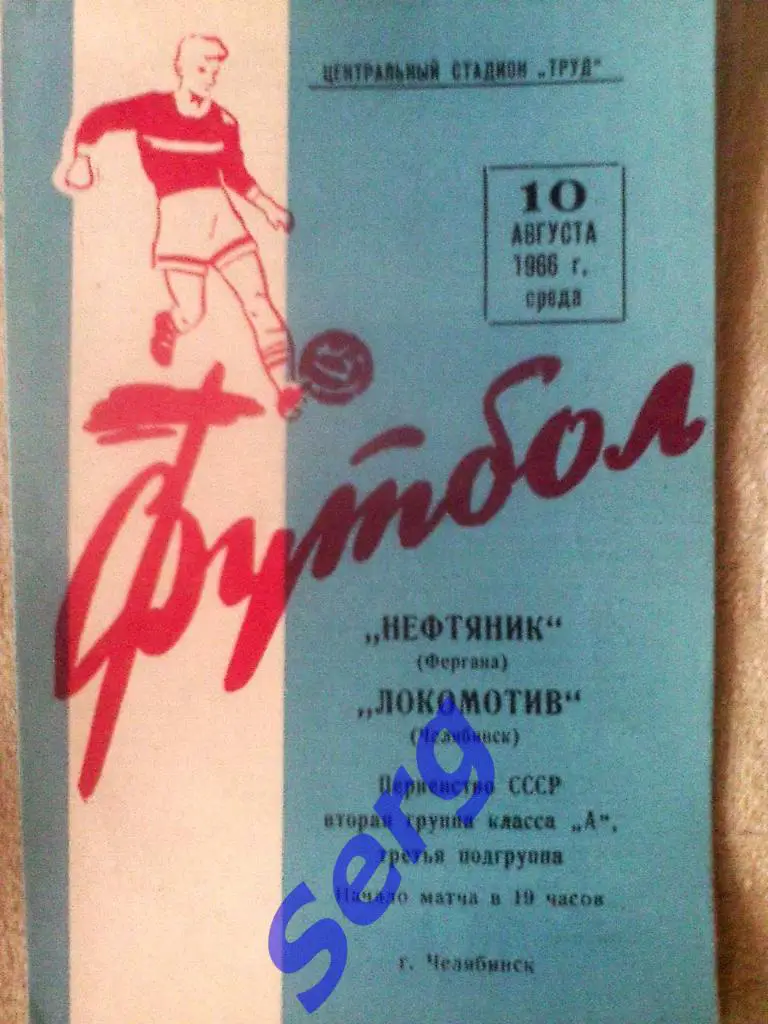 ЦЕНТРАЛЬНЫЙ СТАДИОН „ТРУД"
10
АВГУСТА
1966 г.
среда
Футбол
„НЕФТЯНИК"
(Фергана)
„ЛОКОМОТИВ"
(Челябинск)
Первенство СССР
вторая группа класса „А",
третья подгруппа
Начало матча в 19 часов
г. Челябинск
Serg